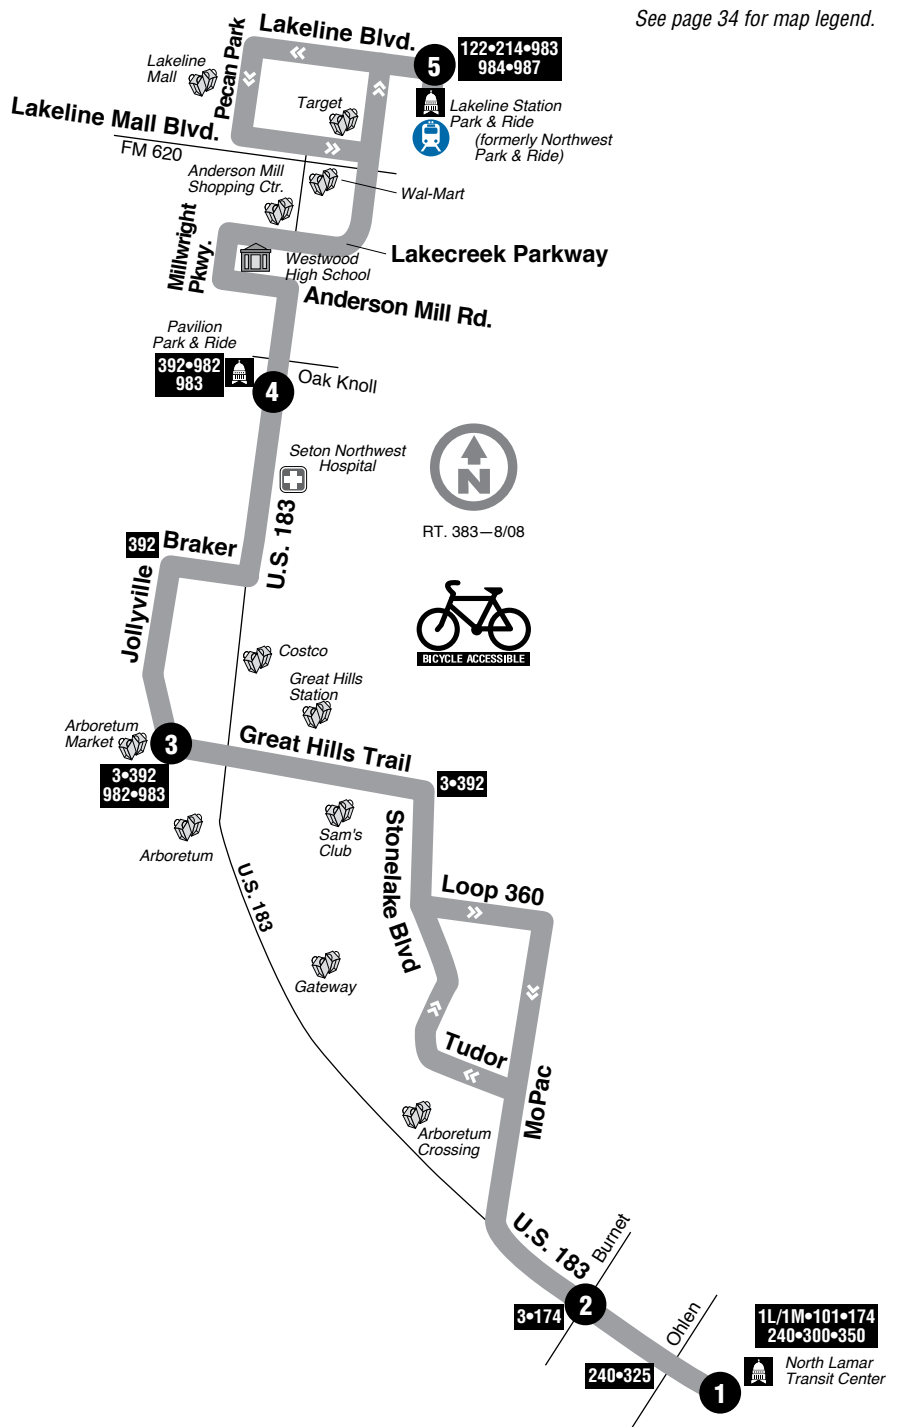 See page 34 for map legend.
Lakeline Blvd.
Pecan Park
5
122•214•983
984•987
Lakeline
Mall
Target
Lakeline Station
Park & Ride
(formerly Northwest
Park & Ride)
Lakeline Mall Blvd.
FM 620
Anderson Mill
Shopping Ctr.
Wal-Mart
Millwright
Pkwy.
Westwood
High School
Lakecreek Parkway
Anderson Mill Rd.
Pavilion
Park & Ride
392•982
983
4
Oak Knoll
Seton Northwest
Hospital
N
RT. 383—8/08
U.S. 183
392
Braker
Jollyville
BICYCLE ACCESSIBLE
Costco
Great Hills
Station
Arboretum
Market
3
Great Hills Trail
3•392
982•983
3•392
Sam's
Club
Arboretum
Stonelake Blvd
U.S. 183
Loop 360
Gateway
Tudor
MoPac
Arboretum
Crossing
U.S. 183
Burnet
2
3•174
Ohlen
1L/1M•101•174
240•300•350
240•325
North Lamar
Transit Center
1